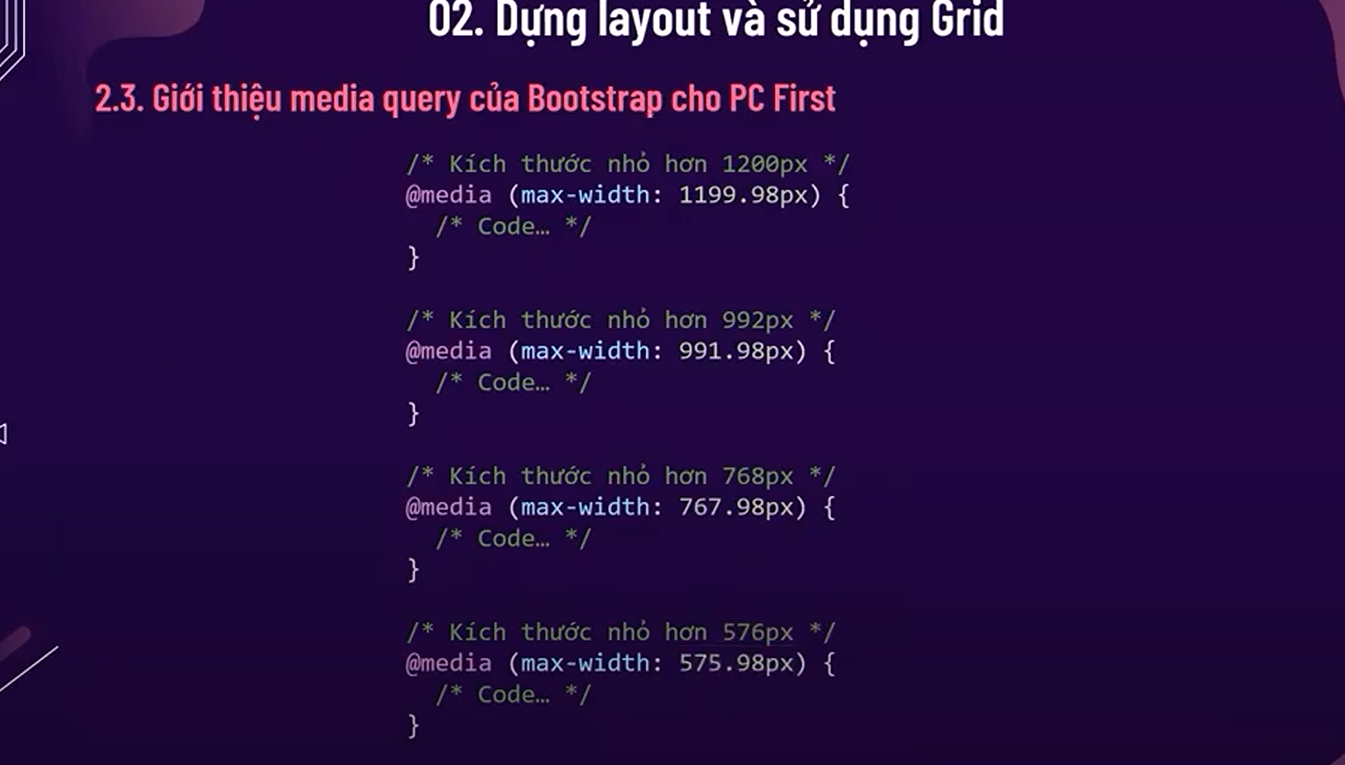 02. Dựng layout và sử dụng Grid
2.3. Giới thiệu media query của Bootstrap cho PC First
/* Kích thước nhỏ hơn 1200px */
@media (max-width: 1199.98px) {
/* Code… */
}
/* Kích thước nhỏ hơn 992px */
@media (max-width: 991.98px) {
/* Code… */
}
/* Kích thước nhỏ hơn 768px */
@media (max-width: 767.98px) {
/* Code… */
}
/* Kích thước nhỏ hơn 576px */
@media (max-width: 575.98px) {
/* Code… */
}